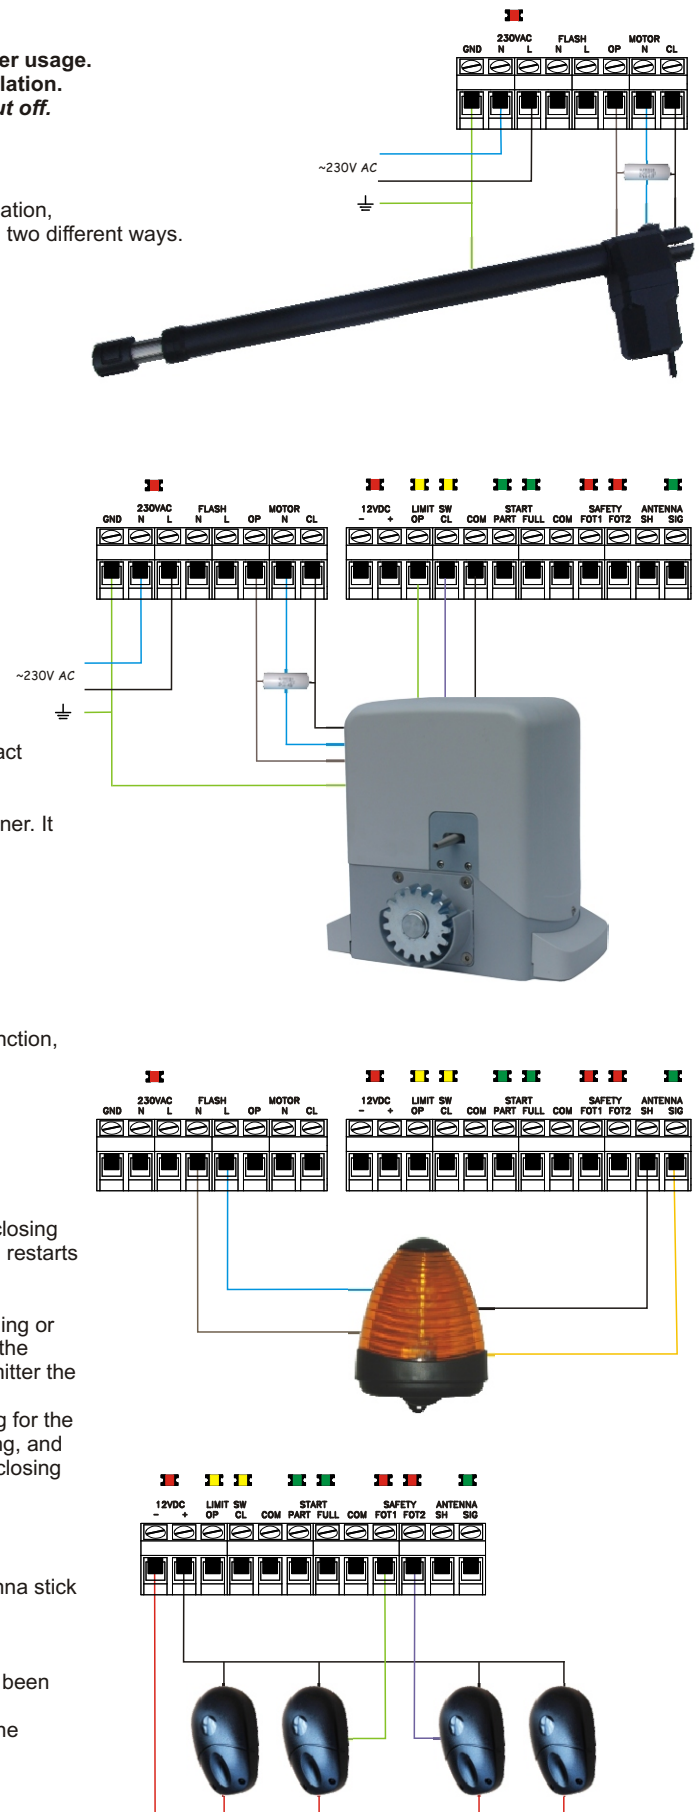 er usage.
lation.
ut off.
230VAC FLASH MOTOR
GND N L N L OP N CL
~230V AC
ation,
two different ways.
230VAC FLASH MOTOR
GND N L N L OP N CL
12VDC LIMIT SW START SAFETY ANTENNA
- + OP CL COM PART FULL COM FOT1 FOT2 SH SIG
~230V AC
act
ner. It
nction,
230VAC FLASH MOTOR
GND N L N L OP N CL
12VDC LIMIT SW START SAFETY ANTENNA
- + OP CL COM PART FULL COM FOT1 FOT2 SH SIG
closing
restarts
ing or
the
nitter the
g for the
ng, and
closing
12VDC LIMIT SW START SAFETY ANTENNA
- + OP CL COM PART FULL COM FOT1 FOT2 SH SIG
nna stick
been
he